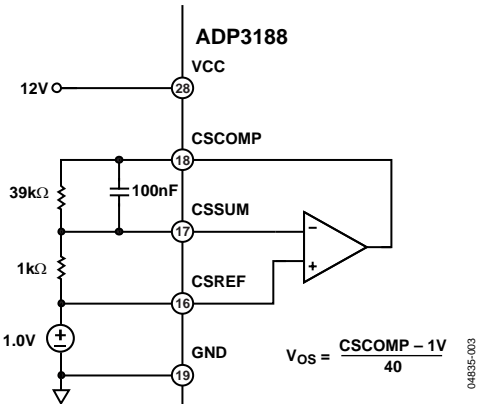 ADP3188
VCC
12V
28
CSCOMP
18
39kΩ
100nF
CSSUM
17
−
1kΩ
CSREF
+
16
1.0V
+
−
GND
19
VOS = CSCOMP – 1V
40
04835-003